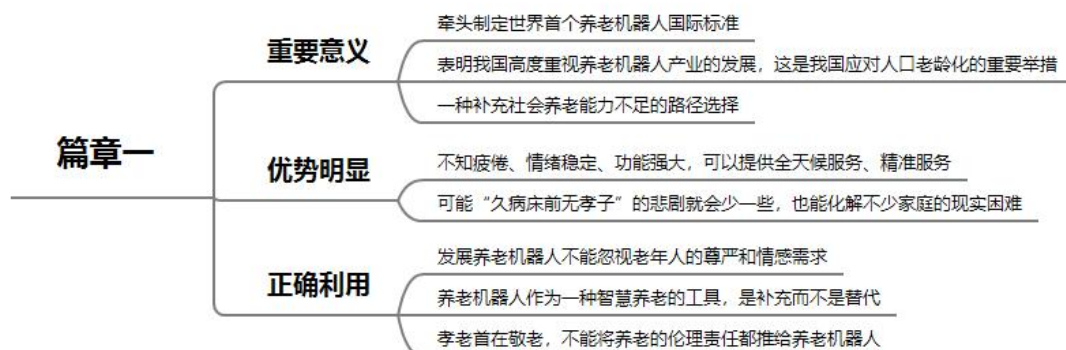 篇章一
重要意义
牵头制定世界首个养老机器人国际标准
表明我国高度重视养老机器人产业的发展，这是我国应对人口老龄化的重要举措
一种补充社会养老能力不足的路径选择
优势明显
不知疲倦、情绪稳定、功能强大，可以提供全天候服务、精准服务
可能“久病床前无孝子”的悲剧就会少一些，也能化解不少家庭的现实困难
正确利用
发展养老机器人不能忽视老年人的尊严和情感需求
养老机器人作为一种智慧养老的工具，是补充而不是替代
孝老首在敬老，不能将养老的伦理责任都推给养老机器人